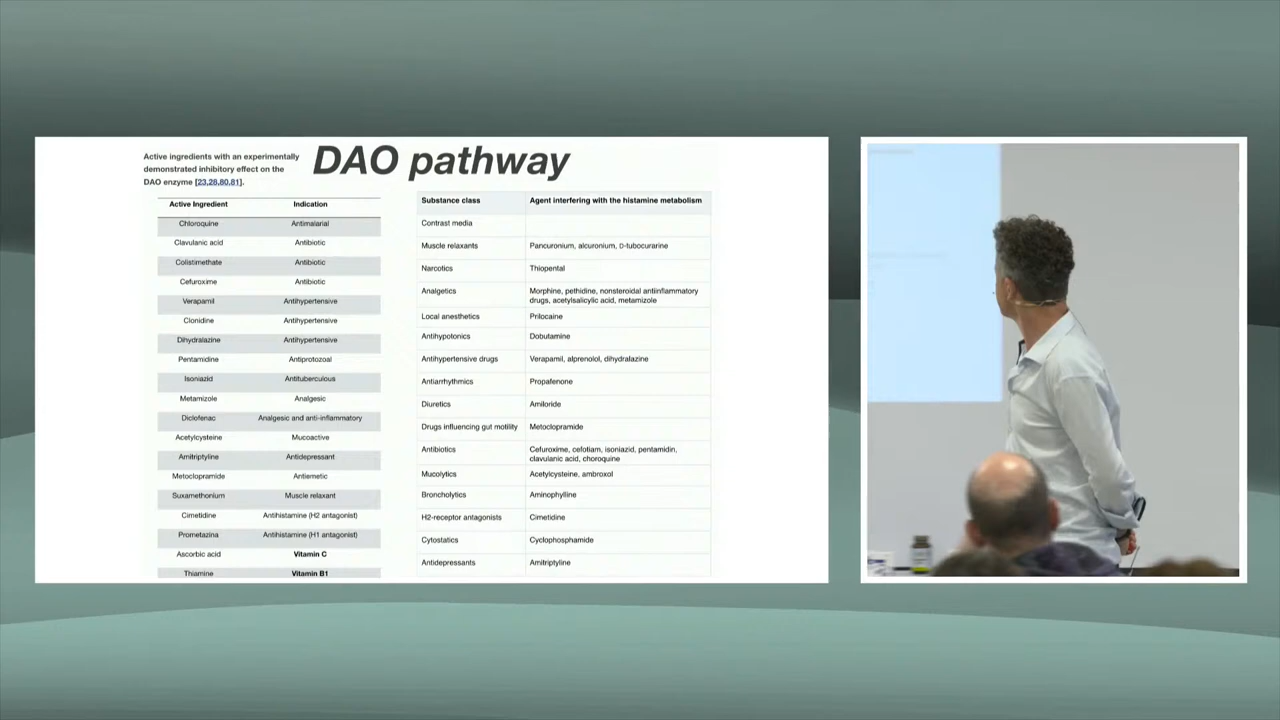 Active ingredients with an experimentally
demonstrated inhibitory effect on the
DAO enzyme [23,28,80,81].
DAO pathway
Active Ingredient Indication
Chloroquine Antimalarial
Clavulanic acid Antibiotic
Colistimethate Antibiotic
Cefuroxime Antibiotic
Verapamil Antihypertensive
Clonidine Antihypertensive
Dihydralazine Antihypertensive
Pentamidine Antiprotozoal
Isoniazid Antituberculous
Metamizole Analgesic
Diclofenac Analgesic and anti-inflammatory
Acetylcysteine Mucoactive
Amitriptyline Antidepressant
Metoclopramide Antiemetic
Suxamethonium Muscle relaxant
Cimetidine Antihistamine (H2 antagonist)
Prometazina Antihistamine (H1 antagonist)
Ascorbic acid Vitamin C
Thiamine Vitamin B1
Substance class Agent interfering with the histamine metabolism
Contrast media
Muscle relaxants Pancuronium, alcuronium, D-tubocurarine
Narcotics Thiopental
Analgetics Morphine, pethidine, nonsteroidal antiinflammatory
drugs, acetylsalicylic acid, metamizole
Local anesthetics Prilocaine
Antihypotonics Dobutamine
Antihypertensive drugs Verapamil, alprenolol, dihydralazine
Antiarrhythmics Propafenone
Diuretics Amiloride
Drugs influencing gut motility Metoclopramide
Antibiotics Cefuroxime, cefotiam, isoniazid, pentamidin,
clavulanic acid, choroquine
Mucolytics Acetylcysteine, ambroxol
Broncholytics Aminophylline
H2-receptor antagonists Cimetidine
Cytostatics Cyclophosphamide
Antidepressants Amitriptyline